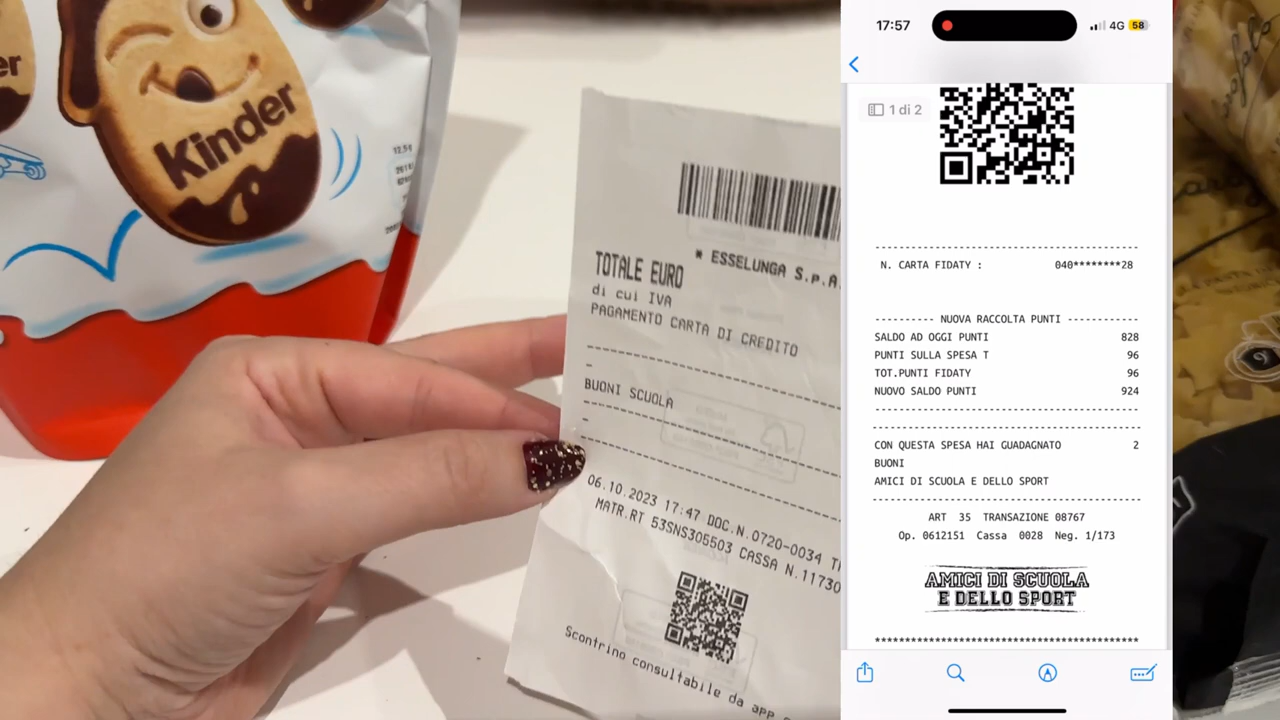 er
Kinder
* ESSELUNGA S.p.A.
TOTALE EURO
di cui IVA
PAGAMENTO CARTA DI CREDITO
BUONI SCUOLA
06.10.2023 17:47 DOC.N.0720-0034
MATR.RT 53SNS305503 CASSA N.11730
Scontrino consultabile da app
17:57
4G 58
1 di 2
N. CARTA FIDATY : 040********28
---------- NUOVA RACCOLTA PUNTI -----------
SALDO AD OGGI PUNTI 828
PUNTI SULLA SPESA T 96
TOT.PUNTI FIDATY 96
NUOVO SALDO PUNTI 924
CON QUESTA SPESA HAI GUADAGNATO 2
BUONI
AMICI DI SCUOLA E DELLO SPORT
ART 35 TRANSAZIONE 08767
Op. 0612151 Cassa 0028 Neg. 1/173
AMICI DI SCUOLA
E DELLO SPORT
******************************************